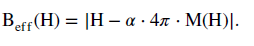 B_eff(H) = |H − α · 4π · M(H)|.